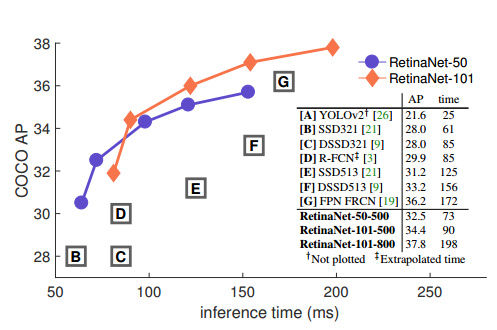 38
36
34
32
30
28
COCO AP
50
100
150
200
250
inference time (ms)
RetinaNet-50
RetinaNet-101
G
F
E
D
B
C
AP time
[A] YOLOv2† [26] 21.6 25
[B] SSD321 [21] 28.0 61
[C] DSSD321 [9] 28.0 85
[D] R-FCN‡ [3] 29.9 85
[E] SSD513 [21] 31.2 125
[F] DSSD513 [9] 33.2 156
[G] FPN FRCN [19] 36.2 172
RetinaNet-50-500 32.5 73
RetinaNet-101-500 34.4 90
RetinaNet-101-800 37.8 198
†Not plotted ‡Extrapolated time